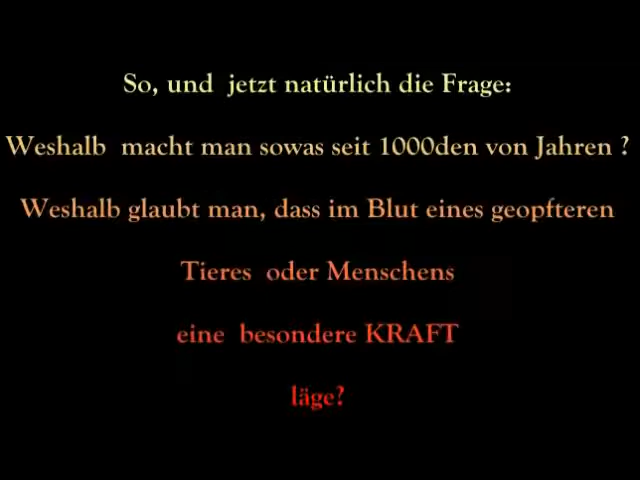 So, und jetzt natürlich die Frage:
Weshalb macht man sowas seit 1000den von Jahren ?
Weshalb glaubt man, dass im Blut eines geopfteren
Tieres oder Menschens
eine besondere KRAFT
läge?